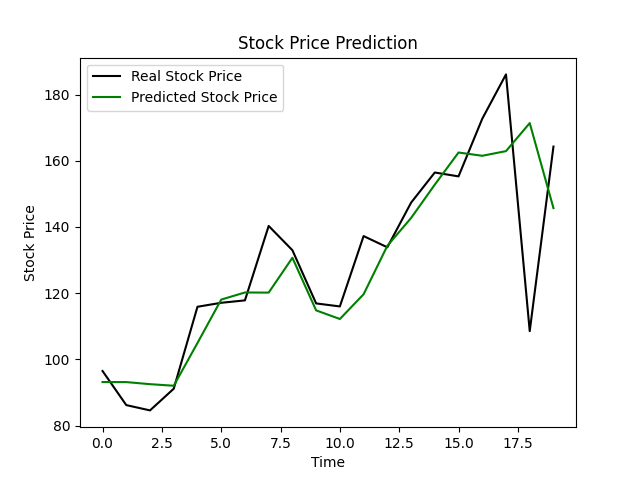 Stock Price Prediction
Real Stock Price
Predicted Stock Price
Stock Price
180
160
140
120
100
80
0.0 2.5 5.0 7.5 10.0 12.5 15.0 17.5
Time